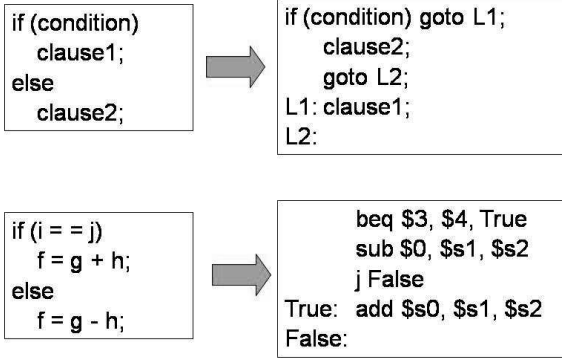 if (condition)
clause1;
else
clause2;
if (condition) goto L1;
clause2;
goto L2;
L1: clause1;
L2:
if (i = = j)
f = g + h;
else
f = g - h;
beq $3, $4, True
sub $0, $s1, $s2
j False
True: add $s0, $s1, $s2
False: